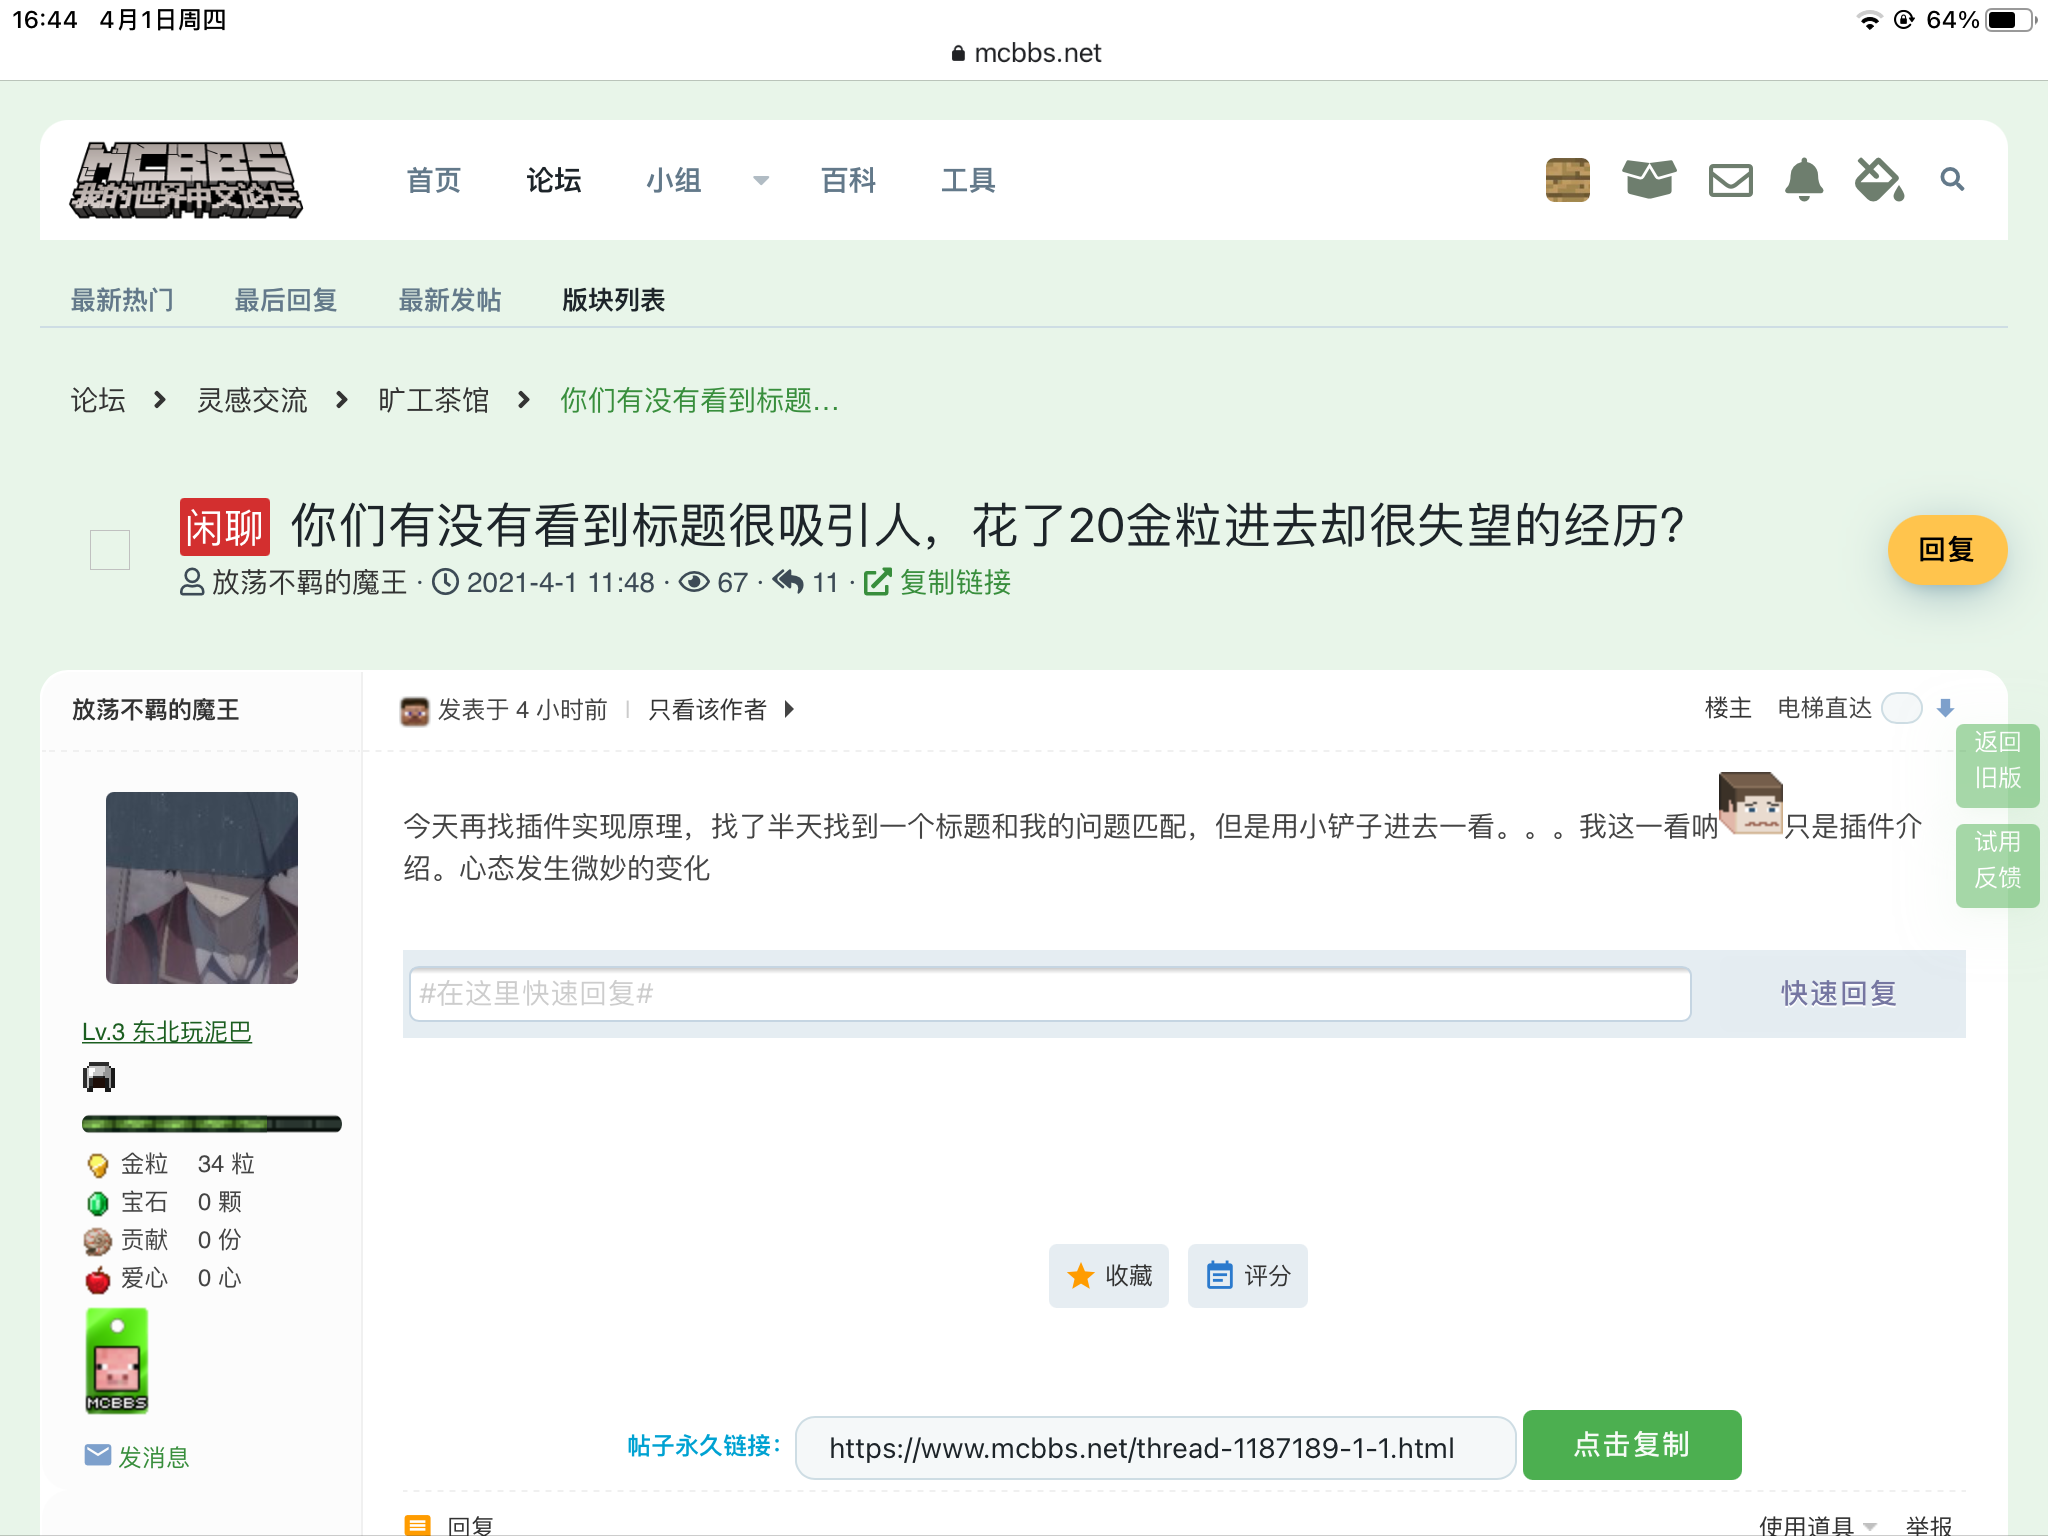 16:44 4月1日周四
64%
mcbbs.net
MCBBS
我的世界中文论坛
首页 论坛 小组 百科 工具
最新热门 最后回复 最新发帖 版块列表
论坛 灵感交流 矿工茶馆 你们有没有看到标题…
闲聊 你们有没有看到标题很吸引人，花了20金粒进去却很失望的经历?
放荡不羁的魔王 · 2021-4-1 11:48 · 67 · 11 · 复制链接
回复
放荡不羁的魔王
发表于 4 小时前 | 只看该作者
楼主 电梯直达
返回
旧版
试用
反馈
今天再找插件实现原理，找了半天找到一个标题和我的问题匹配，但是用小铲子进去一看。。。我这一看呐只是插件介
绍。心态发生微妙的变化
#在这里快速回复# 快速回复
Lv.3 东北玩泥巴
金粒 34 粒
宝石 0 颗
贡献 0 份
爱心 0 心
MCBBS
发消息
收藏 评分
帖子永久链接: https://www.mcbbs.net/thread-1187189-1-1.html 点击复制
回复 使用道具 举报